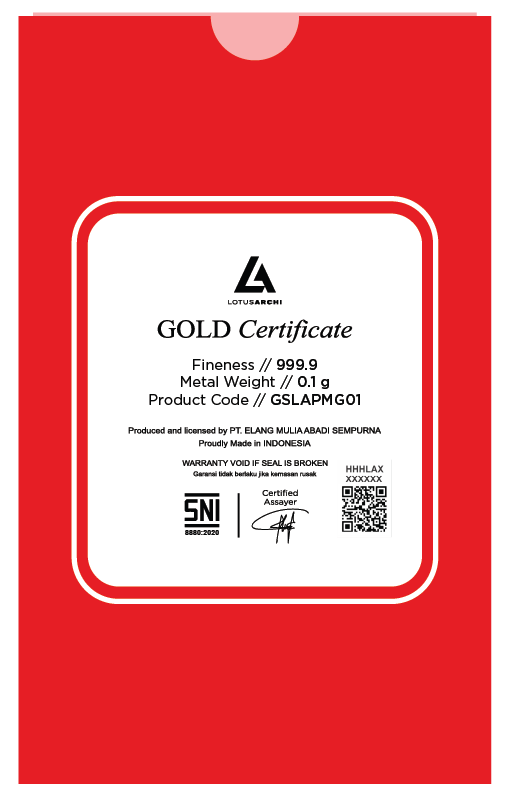 LOTUSARCHI
GOLD Certificate
Fineness // 999.9
Metal Weight // 0.1 g
Product Code // GSLAPMG01
Produced and licensed by PT. ELANG MULIA ABADI SEMPURNA
Proudly Made in INDONESIA
WARRANTY VOID IF SEAL IS BROKEN
Garansi tidak berlaku jika kemasan rusak
HHHLAX
XXXXXX
SNI
8880:2020
Certified
Assayer